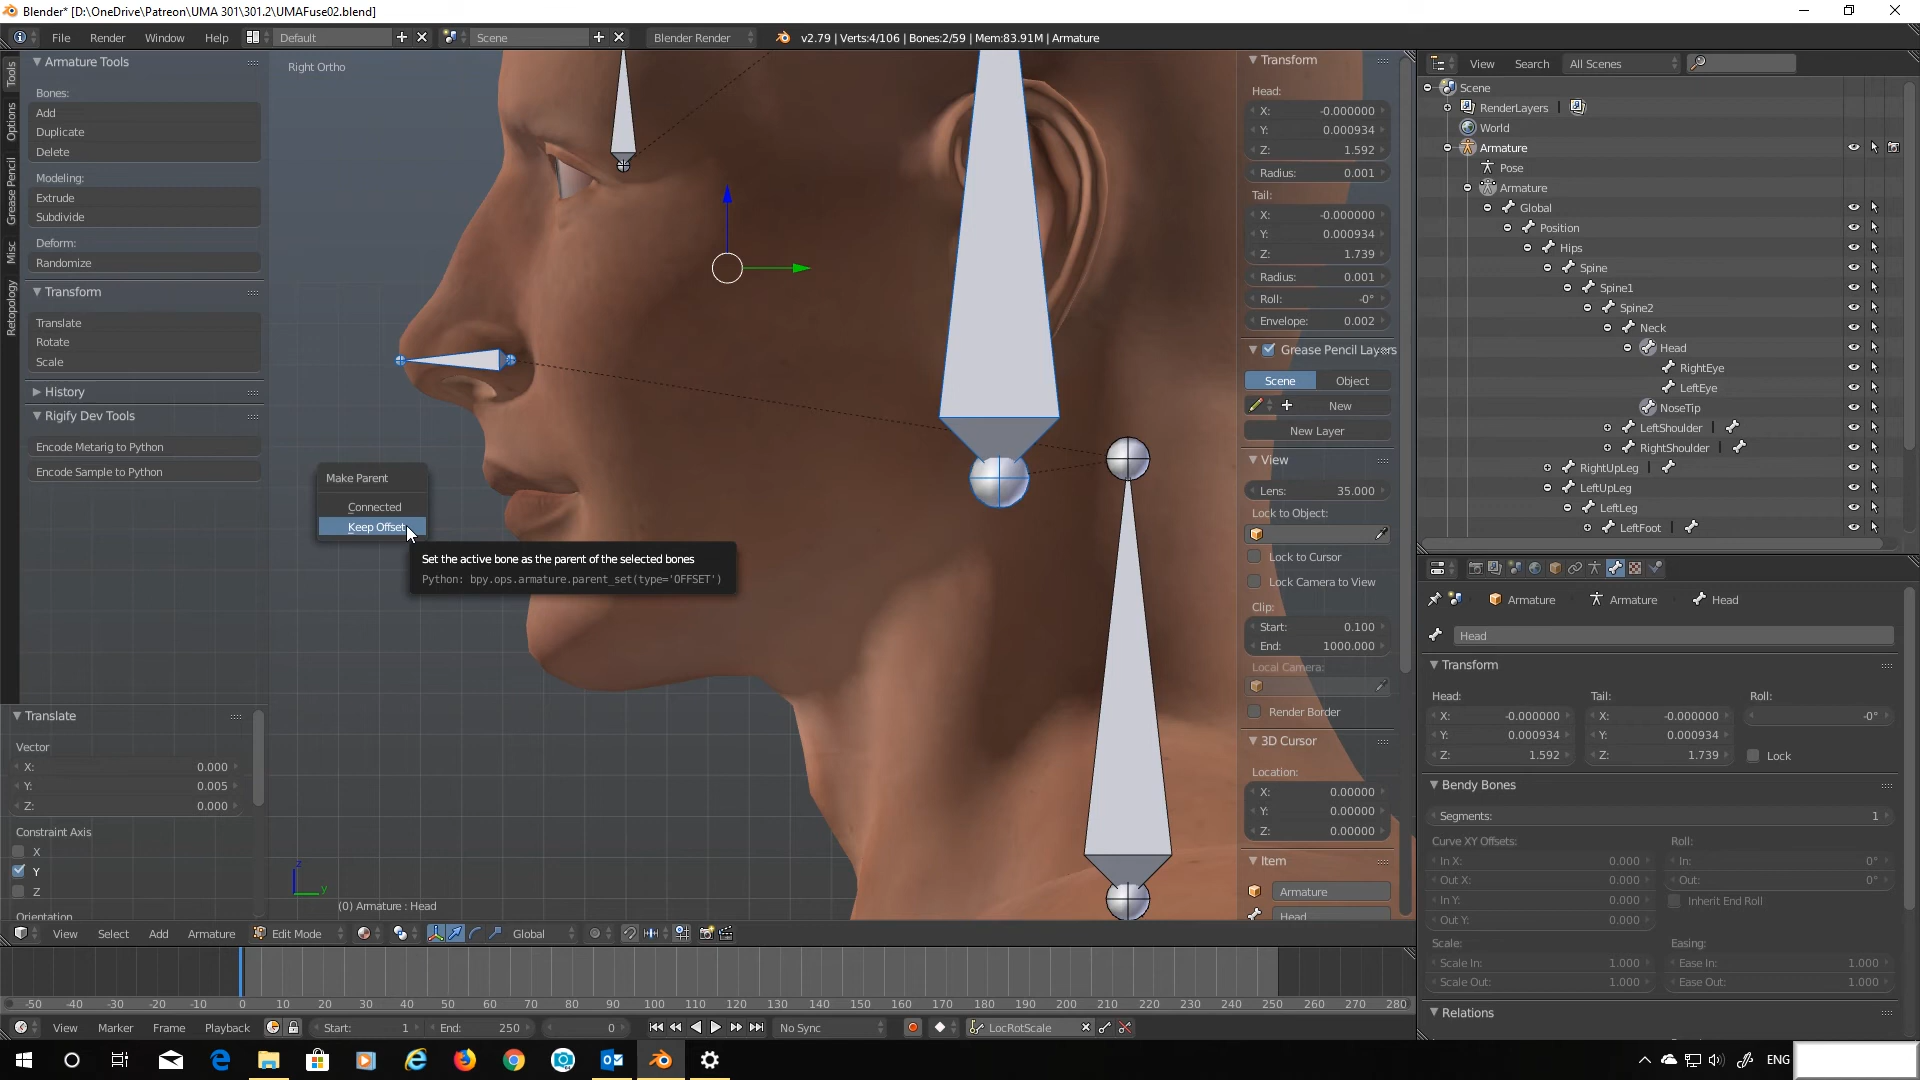 Blender* [D:\OneDrive\Patreon\UMA 301\301.2\UMAFuse02.blend]
File Render Window Help Default Scene Blender Render v2.79 | Verts:4/106 | Bones:2/59 | Mem:83.91M | Armature
Tools
Options
Grease Pencil
Misc
Retopology
Armature Tools
Bones:
Add
Duplicate
Delete
Modeling:
Extrude
Subdivide
Deform:
Randomize
Transform
Translate
Rotate
Scale
History
Rigify Dev Tools
Encode Metarig to Python
Encode Sample to Python
Translate
Vector
X: 0.000
Y: 0.005
Z: 0.000
Constraint Axis
X
Y
Z
Orientation
Right Ortho
Make Parent
Connected
Keep Offset
Set the active bone as the parent of the selected bones
Python: bpy.ops.armature.parent_set(type='OFFSET')
z
y
(0) Armature : Head
Transform
Head:
X: -0.000000
Y: 0.000934
Z: 1.592
Radius: 0.001
Tail:
X: -0.000000
Y: 0.000934
Z: 1.739
Radius: 0.001
Roll: -0°
Envelope: 0.002
Grease Pencil Layers
Scene Object
New
New Layer
View
Lens: 35.000
Lock to Object:
Lock to Cursor
Lock Camera to View
Clip:
Start: 0.100
End: 1000.000
Local Camera:
Render Border
3D Cursor
Location:
X: 0.00000
Y: 0.00000
Z: 0.00000
Item
Armature
Head
View Search All Scenes
Scene
RenderLayers |
World
Armature
Pose
Armature
Global
Position
Hips
Spine
Spine1
Spine2
Neck
Head
RightEye
LeftEye
NoseTip
LeftShoulder |
RightShoulder |
RightUpLeg |
LeftUpLeg
LeftLeg
LeftFoot |
Armature Armature Head
Head
Transform
Head: Tail: Roll:
X: -0.000000 X: -0.000000 -0°
Y: 0.000934 Y: 0.000934
Z: 1.592 Z: 1.739 Lock
Bendy Bones
Segments: 1
Curve XY Offsets: Roll:
In X: 0.000 In: 0°
Out X: 0.000 Out: 0°
In Y: 0.000 Inherit End Roll
Out Y: 0.000
Scale: Easing:
Scale In: 1.000 Ease In: 1.000
Scale Out: 1.000 Ease Out: 1.000
Relations
View Select Add Armature Edit Mode Global
-50 -40 -30 -20 -10 0 10 20 30 40 50 60 70 80 90 100 110 120 130 140 150 160 170 180 190 200 210 220 230 240 250 260 270 280
View Marker Frame Playback Start: 1 End: 250 0 No Sync LocRotScale
ENG